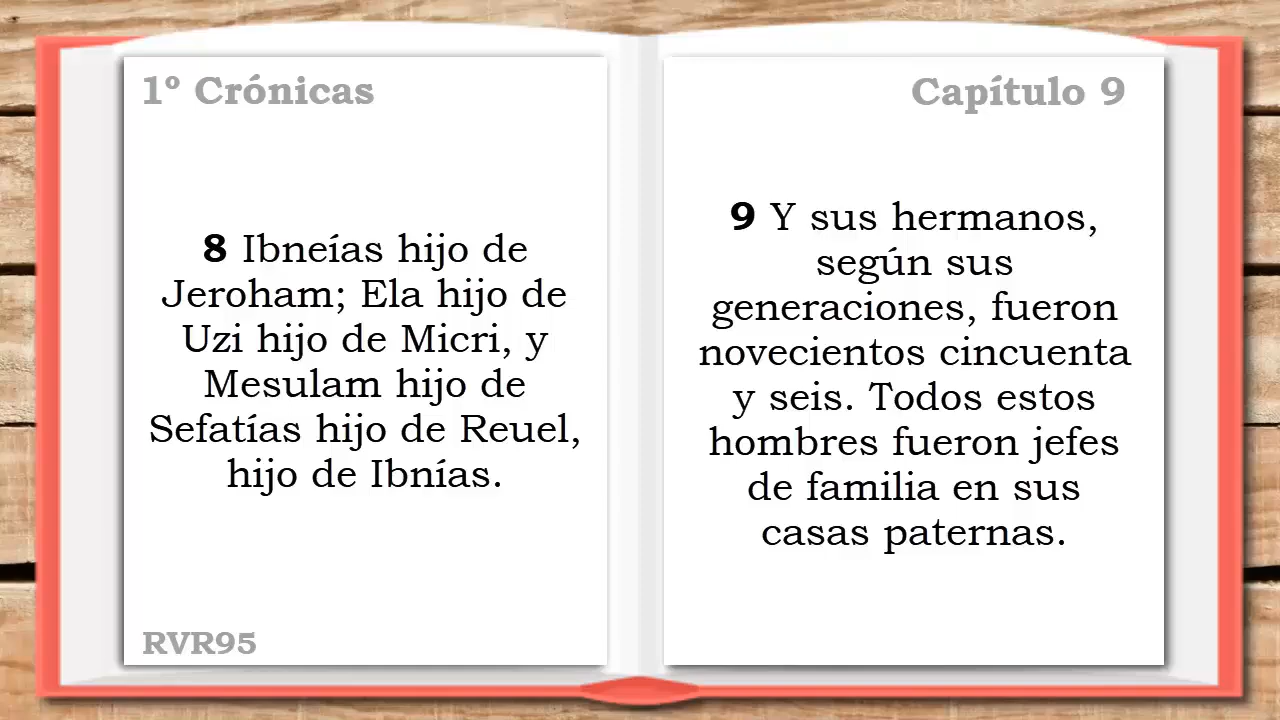 1º Crónicas
8 Ibneías hijo de
Jeroham; Ela hijo de
Uzi hijo de Micri, y
Mesulam hijo de
Sefatías hijo de Reuel,
hijo de Ibnías.
RVR95
Capítulo 9
9 Y sus hermanos,
según sus
generaciones, fueron
novecientos cincuenta
y seis. Todos estos
hombres fueron jefes
de familia en sus
casas paternas.